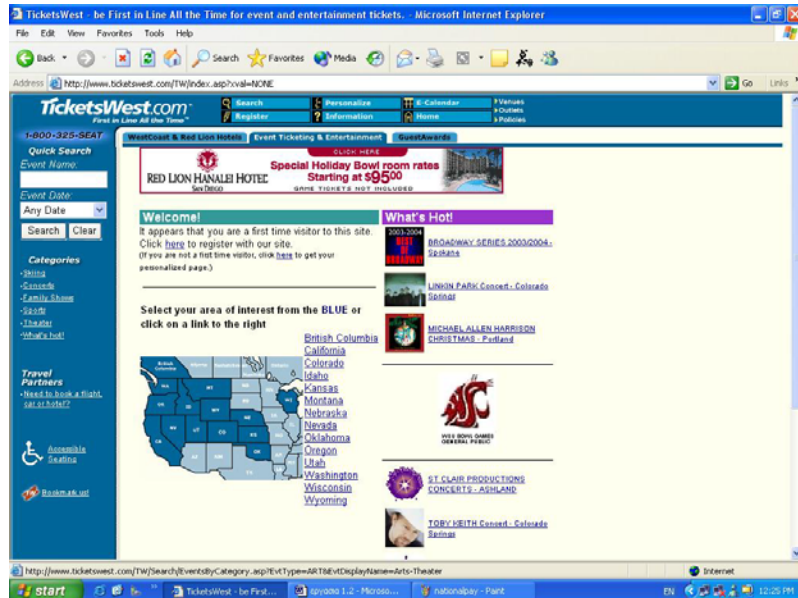 TicketsWest - be First in Line All the Time for event and entertainment tickets. - Microsoft Internet Explorer
File Edit View Favorites Tools Help
Back Search Favorites Media
Address http://www.ticketswest.com/TW/index.asp?xval=NONE Go Links
TicketsWest.com
First in Line All the Time
Search Personalize E-Calendar Venues
Outlets
Register Information Home Policies
1-800-325-SEAT
WestCoast & Red Lion Hotels Event Ticketing & Entertainment GuestAwards
Quick Search
Event Name:
Event Date:
Any Date
Search Clear
Categories
Skiing
Concerts
Family Shows
Sports
Theater
What's hot!
Travel
Partners
Need to book a flight,
car or hotel?
Accessible
Seating
Bookmark us!
CLICK HERE
RED LION HANALEI HOTEL
SAN DIEGO
Special Holiday Bowl room rates
Starting at $95.00
GAME TICKETS NOT INCLUDED
Welcome!
It appears that you are a first time visitor to this site.
Click here to register with our site.
(If you are not a first time visitor, click here to get your
personalized page.)
Select your area of interest from the BLUE or
click on a link to the right
British Columbia
California
Colorado
Idaho
Kansas
Montana
Nebraska
Nevada
Oklahoma
Oregon
Utah
Washington
Wisconsin
Wyoming
What's Hot!
2003-2004
BEST
OF
BROADWAY
BROADWAY SERIES 2003/2004 -
Spokane
LINKIN PARK Concert - Colorado
Springs
MICHAEL ALLEN HARRISON
CHRISTMAS - Portland
WSU BOWL GAMES
GENERAL PUBLIC
ST CLAIR PRODUCTIONS
CONCERTS - ASHLAND
TOBY KEITH Concert - Colorado
Springs
http://www.ticketswest.com/TW/Search/EventsByCategory.asp?EvtType=ART&EvtDisplayName=Arts-Theater Internet
start TicketsWest - be First... εργασια 1.2 - Microso... nationalpay - Paint EN 12:25 PM